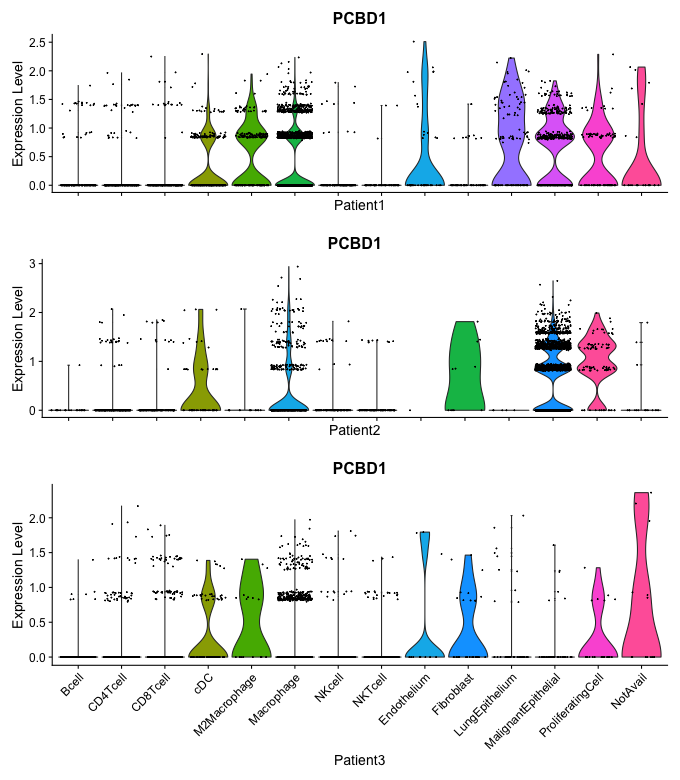 PCBD1
Expression Level
2.5
2.0
1.5
1.0
0.5
0.0
Patient1
PCBD1
Expression Level
3
2
1
0
Patient2
PCBD1
Expression Level
2.0
1.5
1.0
0.5
0.0
Bcell
CD4Tcell
CD8Tcell
cDC
M2Macrophage
Macrophage
NKcell
NKTcell
Endothelium
Fibroblast
LungEpithelium
MalignantEpithelial
ProliferatingCell
NotAvail
Patient3